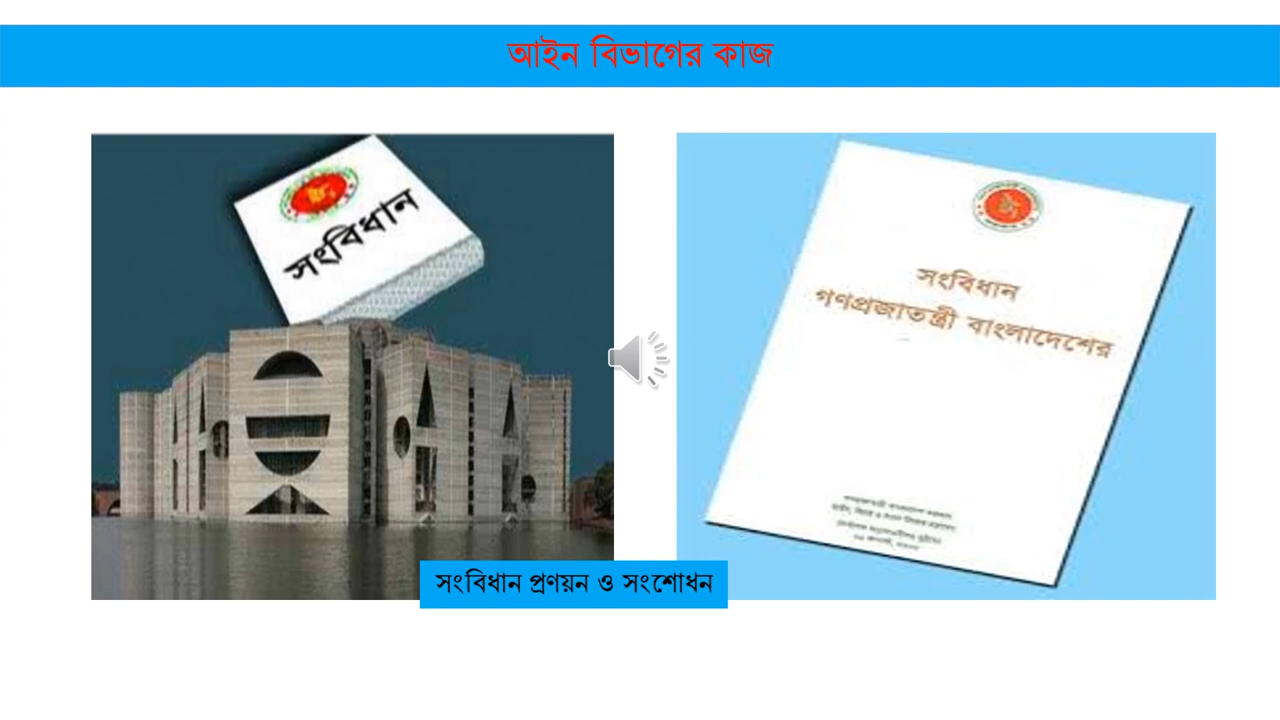 আইন বিভাগের কাজ
সংবিধান
সংবিধান
গণপ্রজাতন্ত্রী বাংলাদেশের
সংবিধান প্রণয়ন ও সংশোধন